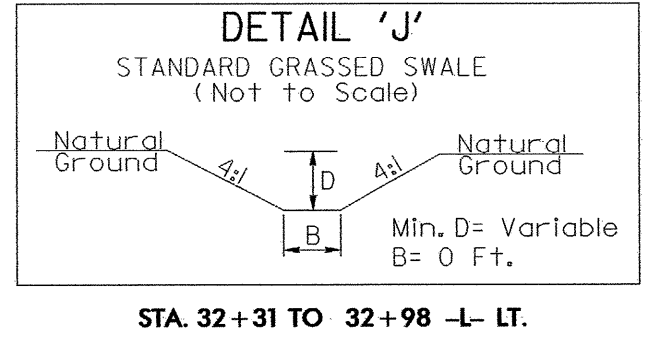 DETAIL 'J'
STANDARD GRASSED SWALE
(Not to Scale)
Natural
Ground
4:1
D
4:1
Natural
Ground
B
Min. D= Variable
B= 0 Ft.
STA. 32+31 TO 32+98 -L- LT.